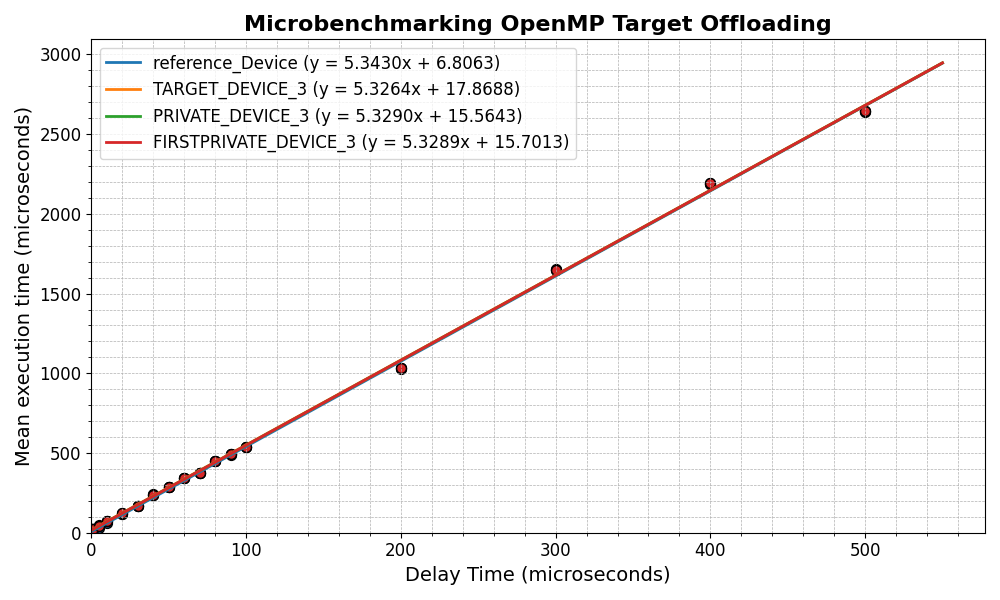 Microbenchmarking OpenMP Target Offloading
reference_Device (y = 5.3430x + 6.8063)
TARGET_DEVICE_3 (y = 5.3264x + 17.8688)
PRIVATE_DEVICE_3 (y = 5.3290x + 15.5643)
FIRSTPRIVATE_DEVICE_3 (y = 5.3289x + 15.7013)
Mean execution time (microseconds)
3000
2500
2000
1500
1000
500
0
0 100 200 300 400 500
Delay Time (microseconds)